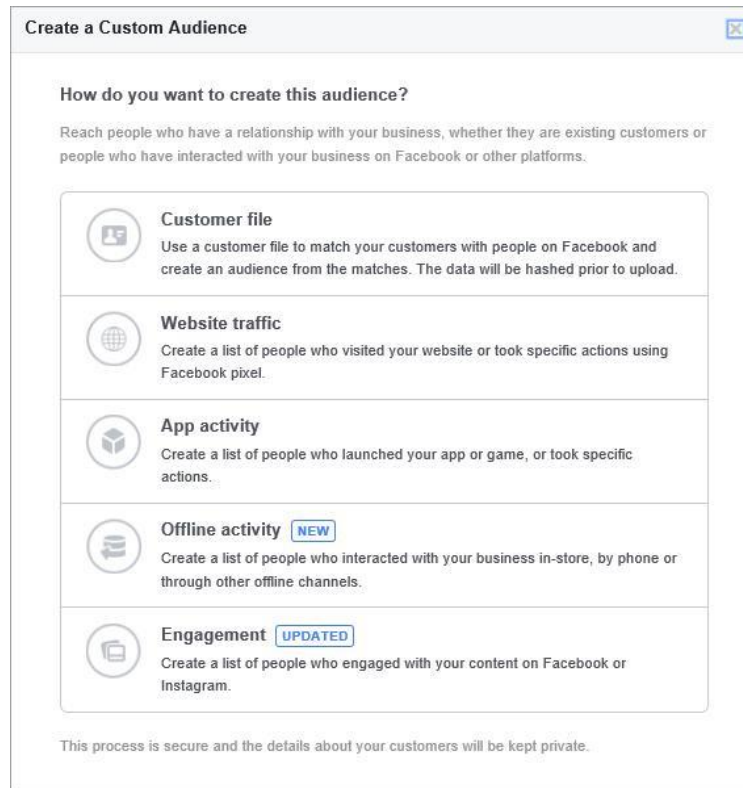 Create a Custom Audience
How do you want to create this audience?
Reach people who have a relationship with your business, whether they are existing customers or
people who have interacted with your business on Facebook or other platforms.
Customer file
Use a customer file to match your customers with people on Facebook and
create an audience from the matches. The data will be hashed prior to upload.
Website traffic
Create a list of people who visited your website or took specific actions using
Facebook pixel.
App activity
Create a list of people who launched your app or game, or took specific
actions.
Offline activity NEW
Create a list of people who interacted with your business in-store, by phone or
through other offline channels.
Engagement UPDATED
Create a list of people who engaged with your content on Facebook or
Instagram.
This process is secure and the details about your customers will be kept private.